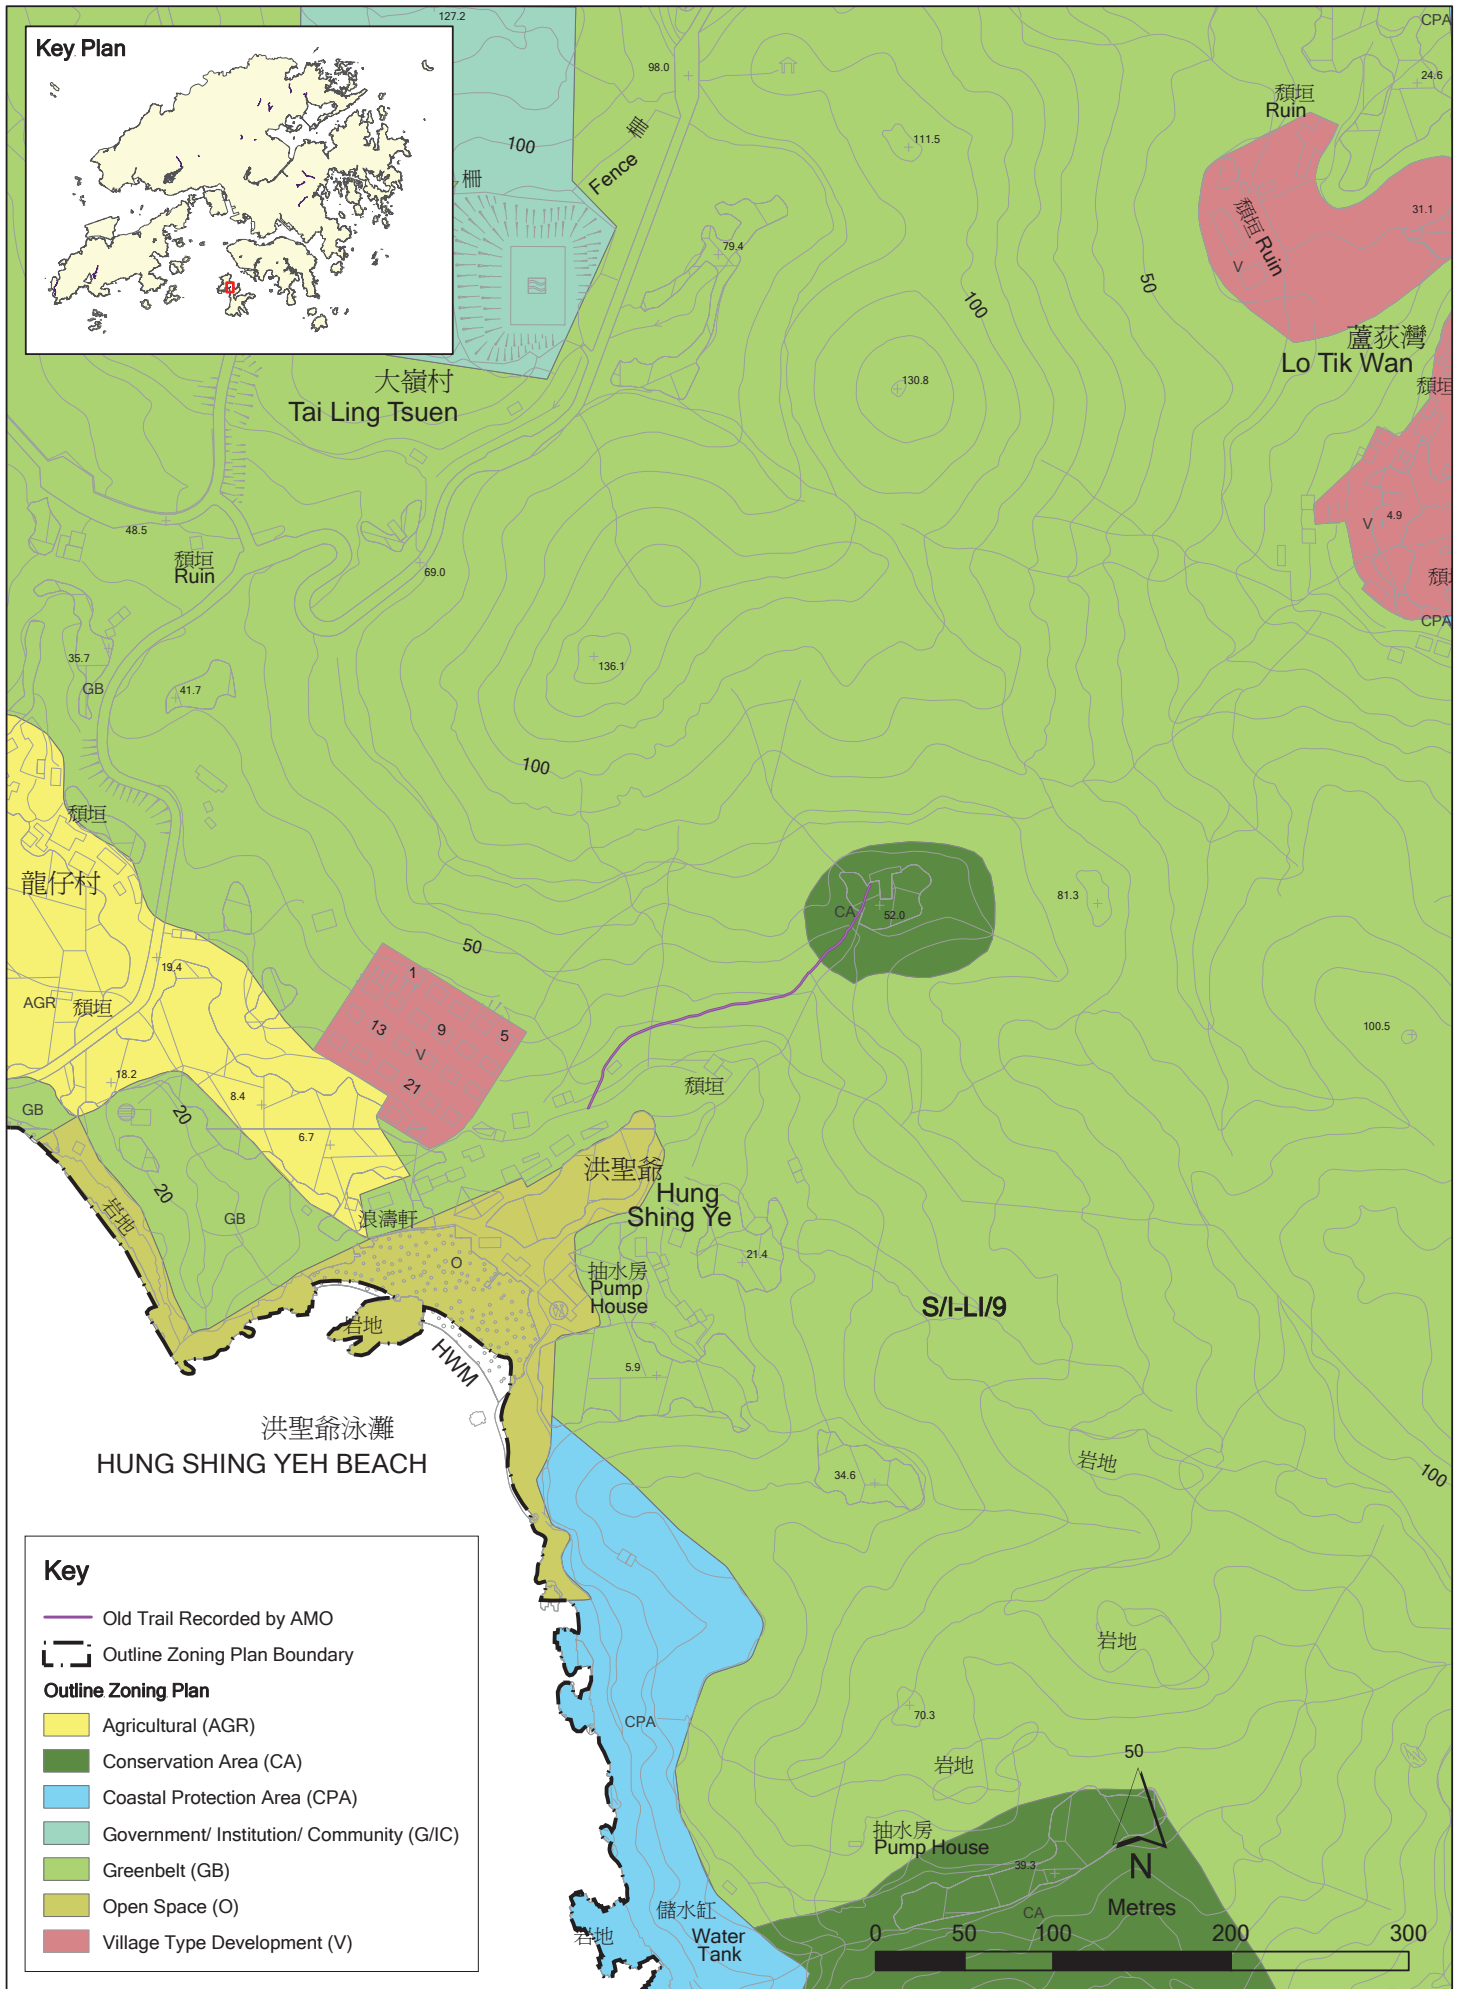 Key Plan
127.2
98.0
CPA
24.6
頹垣
Ruin
111.5
100
柵
Fence
柵
31.1
頹垣 Ruin
V
79.4
50
100
蘆荻灣
Lo Tik Wan
大嶺村
Tai Ling Tsuen
130.8
頹垣
V
4.9
48.5
頹垣
Ruin
69.0
CPA
35.7
GB
41.7
136.1
100
頹垣
龍仔村
CA
52.0
81.3
50
19.4
1
AGR
頹垣
13
9
5
V
21
100.5
18.2
8.4
頹垣
GB
20
6.7
洪聖爺
Hung
Shing Ye
20
岩地
GB
浪濤軒
O
21.4
抽水房
Pump
House
S/I-LI/9
岩地
HWM
5.9
洪聖爺泳灘
HUNG SHING YEH BEACH
34.6
岩地
100
Key
Old Trail Recorded by AMO
Outline Zoning Plan Boundary
Outline Zoning Plan
Agricultural (AGR)
Conservation Area (CA)
Coastal Protection Area (CPA)
Government/ Institution/ Community (G/IC)
Greenbelt (GB)
Open Space (O)
Village Type Development (V)
岩地
CPA
70.3
岩地
50
抽水房
Pump House
39.3
CA
N
Metres
儲水缸
Water
Tank
岩地
0 50 100 200 300